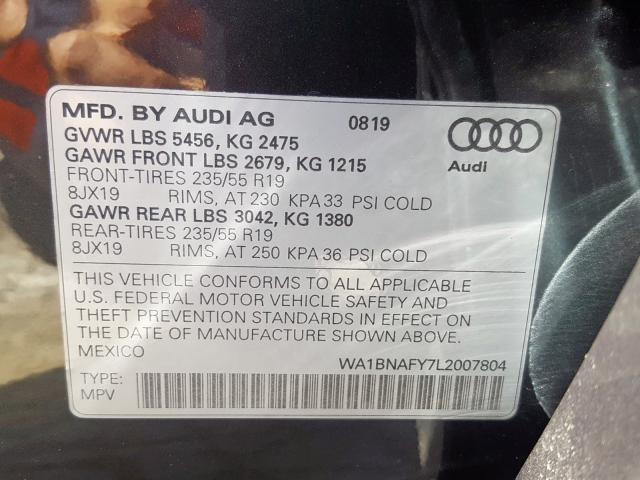 MFD. BY AUDI AG 0819
GVWR LBS 5456, KG 2475
GAWR FRONT LBS 2679, KG 1215
Audi
FRONT-TIRES 235/55 R19
8JX19 RIMS, AT 230 KPA 33 PSI COLD
GAWR REAR LBS 3042, KG 1380
REAR-TIRES 235/55 R19
8JX19 RIMS, AT 250 KPA 36 PSI COLD
THIS VEHICLE CONFORMS TO ALL APPLICABLE
U.S. FEDERAL MOTOR VEHICLE SAFETY AND
THEFT PREVENTION STANDARDS IN EFFECT ON
THE DATE OF MANUFACTURE SHOWN ABOVE.
MEXICO WA1BNAFY7L2007804
TYPE:
MPV